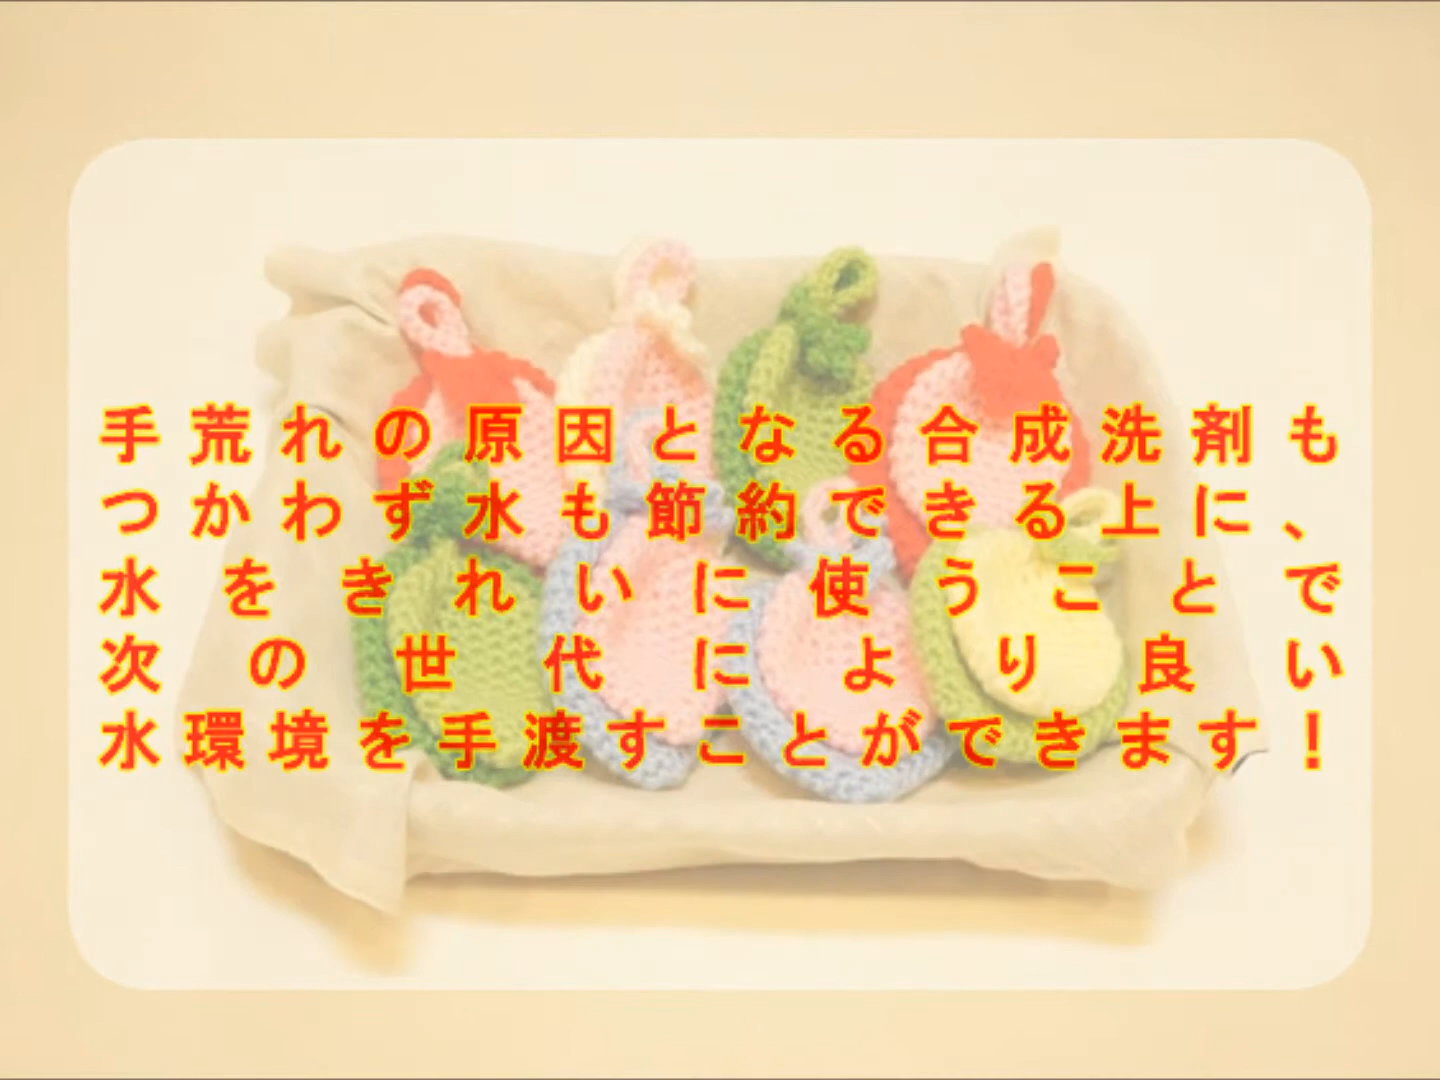 手荒れの原因となる合成洗剤も
つかわず水も節約できる上に、
水をきれいに使うことで
次の世代により良い
水環境を手渡すことができます！